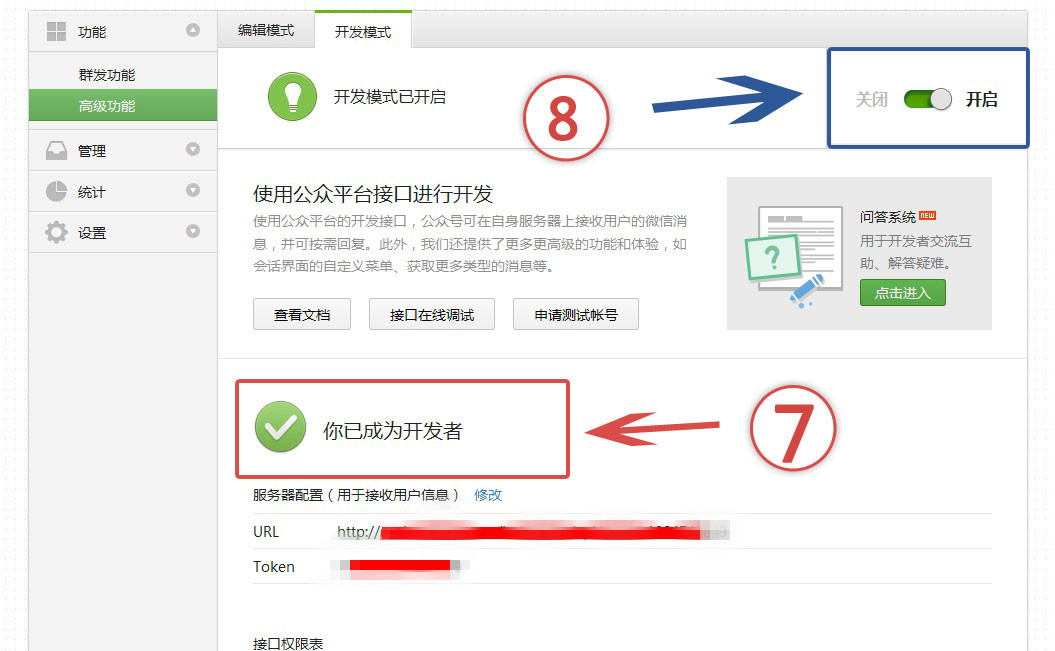 功能
群发功能
高级功能
管理
统计
设置
编辑模式
开发模式
开发模式已开启
8
关闭
开启
使用公众平台接口进行开发
使用公众平台的开发接口，公众号可在自身服务器上接收用户的微信消
息，并可按需回复。此外，我们还提供了更多更高级的功能和体验，如
会话界面的自定义菜单、获取更多类型的消息等。
查看文档
接口在线调试
申请测试帐号
?
问答系统 NEW
用于开发者交流互
助、解答疑难。
点击进入
你已成为开发者
7
服务器配置（用于接收用户信息） 修改
URL http://
Token
接口权限表